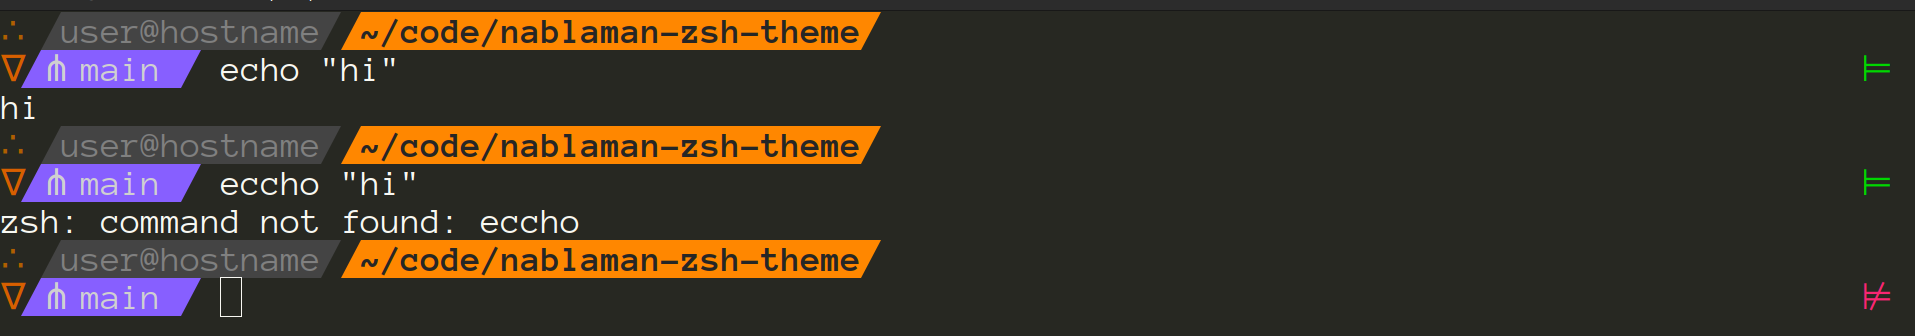 ∴ user@hostname ~/code/nablaman-zsh-theme
∇ ⋔ main echo "hi" ⊨
hi
∴ user@hostname ~/code/nablaman-zsh-theme
∇ ⋔ main eccho "hi" ⊨
zsh: command not found: eccho
∴ user@hostname ~/code/nablaman-zsh-theme
∇ ⋔ main ⊭